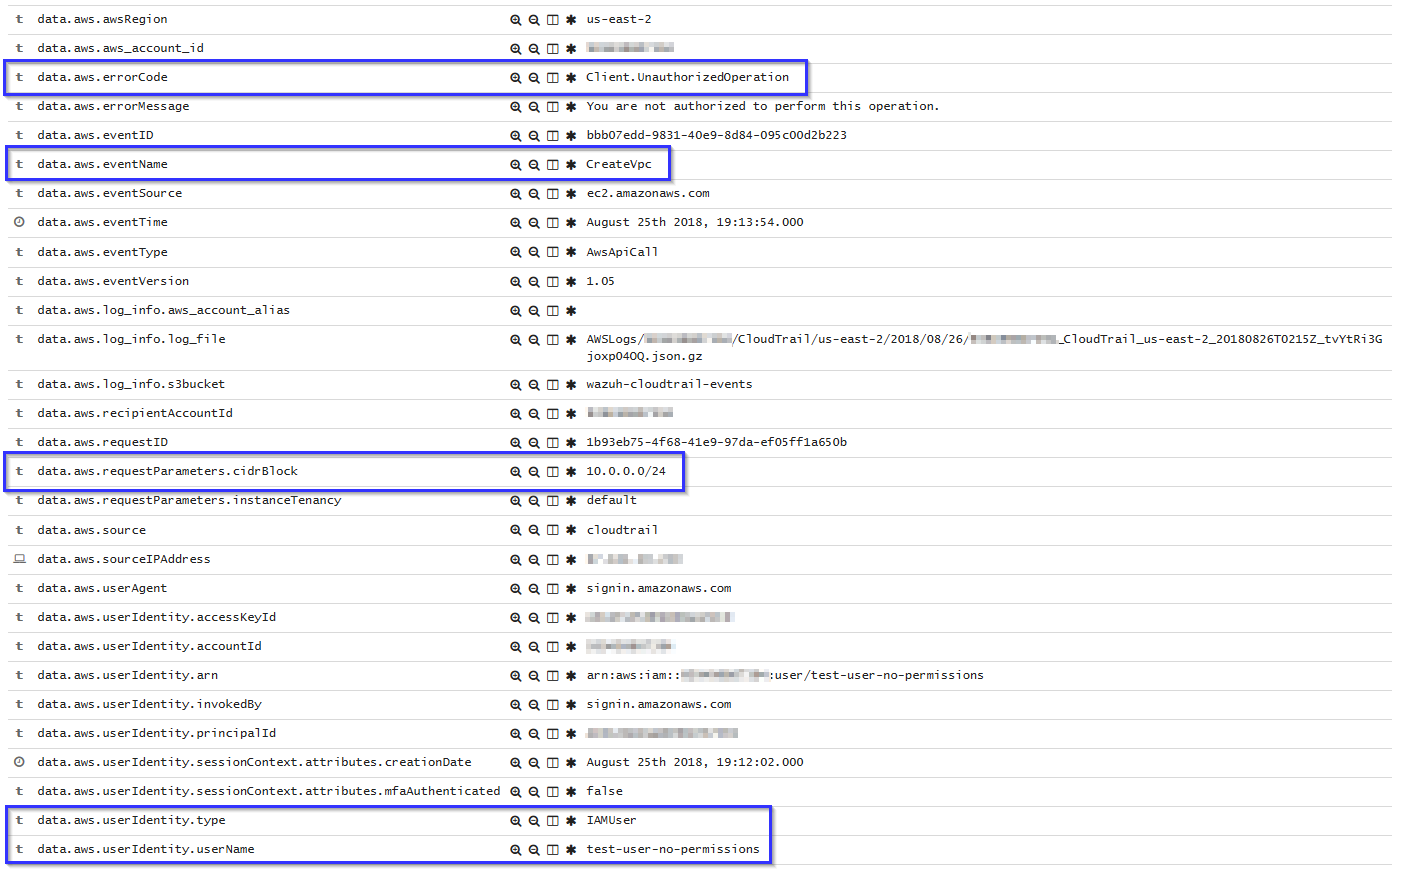 t data.aws.awsRegion us-east-2
t data.aws.aws_account_id
t data.aws.errorCode Client.UnauthorizedOperation
t data.aws.errorMessage You are not authorized to perform this operation.
t data.aws.eventID bbb07edd-9831-40e9-8d84-095c00d2b223
t data.aws.eventName CreateVpc
t data.aws.eventSource ec2.amazonaws.com
data.aws.eventTime August 25th 2018, 19:13:54.000
t data.aws.eventType AwsApiCall
t data.aws.eventVersion 1.05
t data.aws.log_info.aws_account_alias
t data.aws.log_info.log_file AWSLogs/ /CloudTrail/us-east-2/2018/08/26/ _CloudTrail_us-east-2_20180826T0215Z_tvYtRi3G
joxp04OQ.json.gz
t data.aws.log_info.s3bucket wazuh-cloudtrail-events
t data.aws.recipientAccountId
t data.aws.requestID 1b93eb75-4f68-41e9-97da-ef05ff1a650b
t data.aws.requestParameters.cidrBlock 10.0.0.0/24
t data.aws.requestParameters.instanceTenancy default
t data.aws.source cloudtrail
data.aws.sourceIPAddress
t data.aws.userAgent signin.amazonaws.com
t data.aws.userIdentity.accessKeyId
t data.aws.userIdentity.accountId
t data.aws.userIdentity.arn arn:aws:iam:: :user/test-user-no-permissions
t data.aws.userIdentity.invokedBy signin.amazonaws.com
t data.aws.userIdentity.principalId
data.aws.userIdentity.sessionContext.attributes.creationDate August 25th 2018, 19:12:02.000
t data.aws.userIdentity.sessionContext.attributes.mfaAuthenticated false
t data.aws.userIdentity.type IAMUser
t data.aws.userIdentity.userName test-user-no-permissions